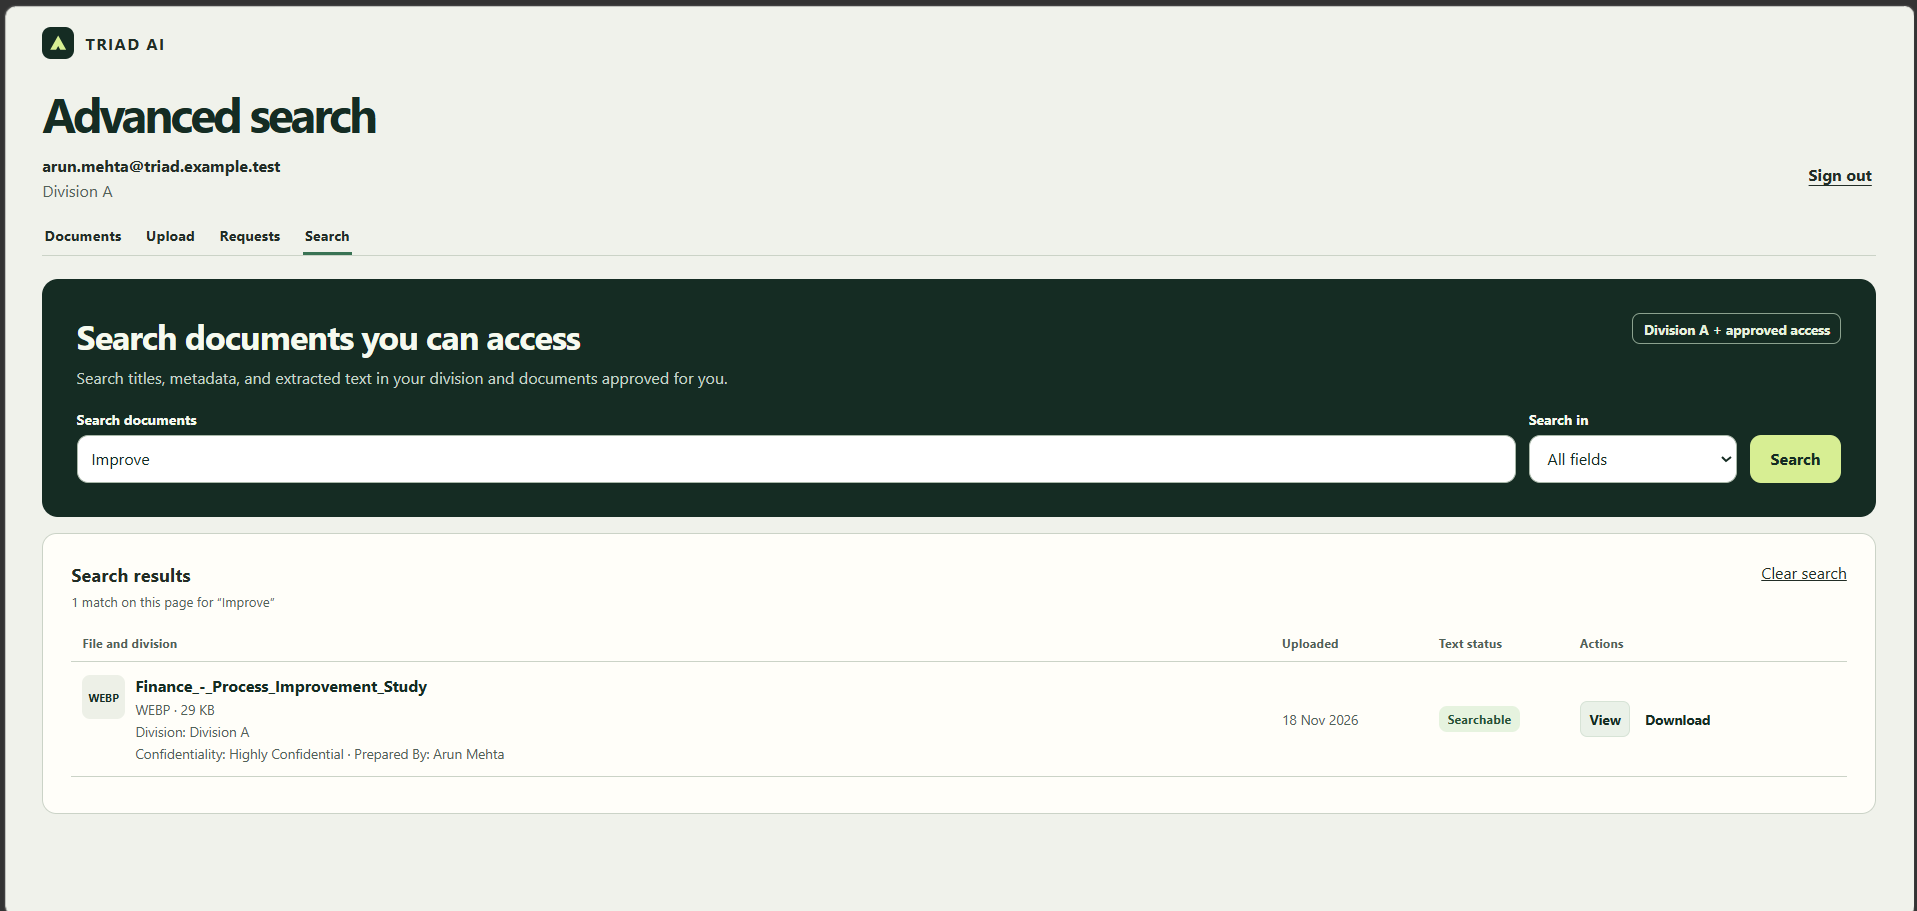 TRIAD AI
Advanced search
arun.mehta@triad.example.test
Division A
Sign out
Documents Upload Requests Search
Search documents you can access
Division A + approved access
Search titles, metadata, and extracted text in your division and documents approved for you.
Search documents
Search in
Improve
All fields
Search
Search results
Clear search
1 match on this page for “Improve”
File and division Uploaded Text status Actions
WEBP
Finance_-_Process_Improvement_Study
WEBP · 29 KB
Division: Division A
Confidentiality: Highly Confidential · Prepared By: Arun Mehta
18 Nov 2026
Searchable
View Download